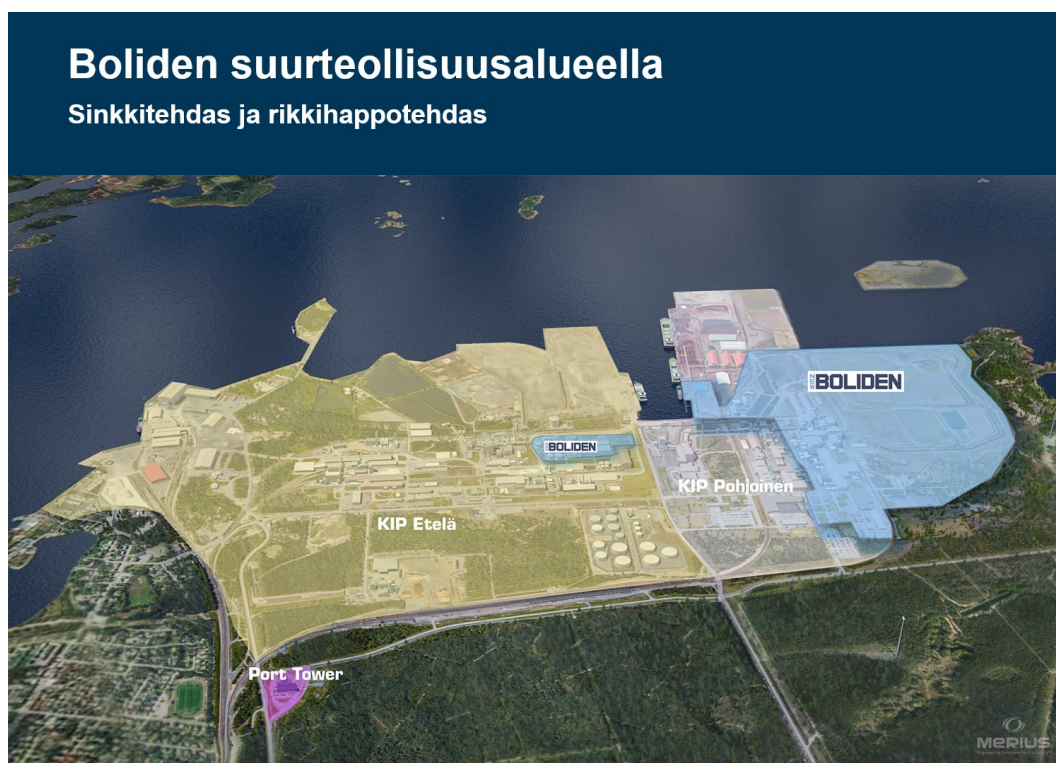 Boliden suurteollisuusalueella
Sinkkitehdas ja rikkihappotehdas
BOLIDEN
BOLIDEN
KIP Pohjoinen
KIP Etelä
Port Tower
MERIUS